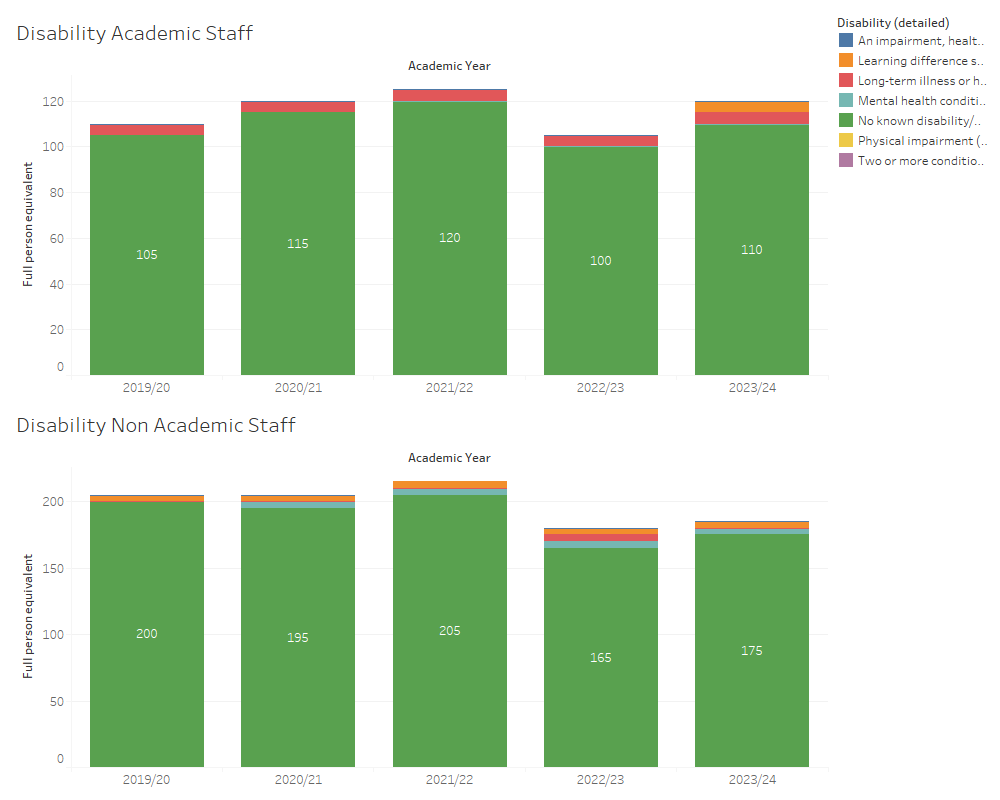 Disability Academic Staff
Academic Year
Full person equivalent
120
100
80
60
40
20
0
105
115
120
100
110
2019/20
2020/21
2021/22
2022/23
2023/24
Disability (detailed)
An impairment, healt..
Learning difference s..
Long-term illness or h..
Mental health conditi..
No known disability/..
Physical impairment (..
Two or more conditio..
Disability Non Academic Staff
Academic Year
Full person equivalent
200
150
100
50
0
200
195
205
165
175
2019/20
2020/21
2021/22
2022/23
2023/24